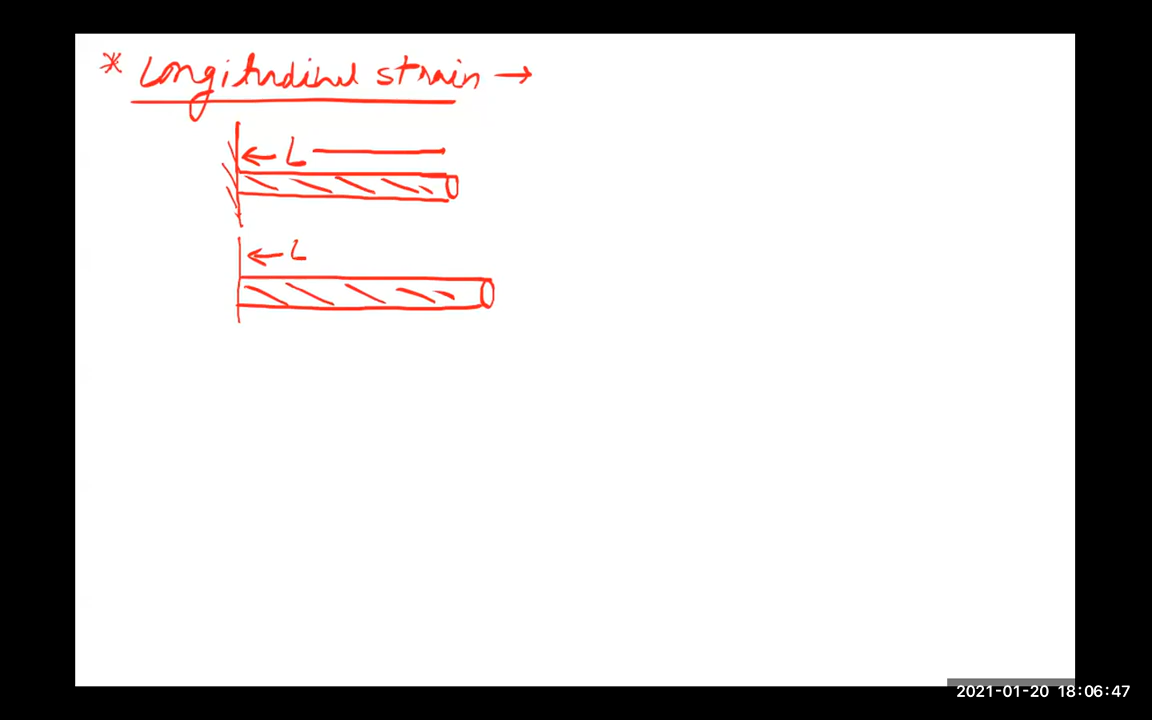 * Longitudinal strain →
← L
← L
2021-01-20 18:06:47